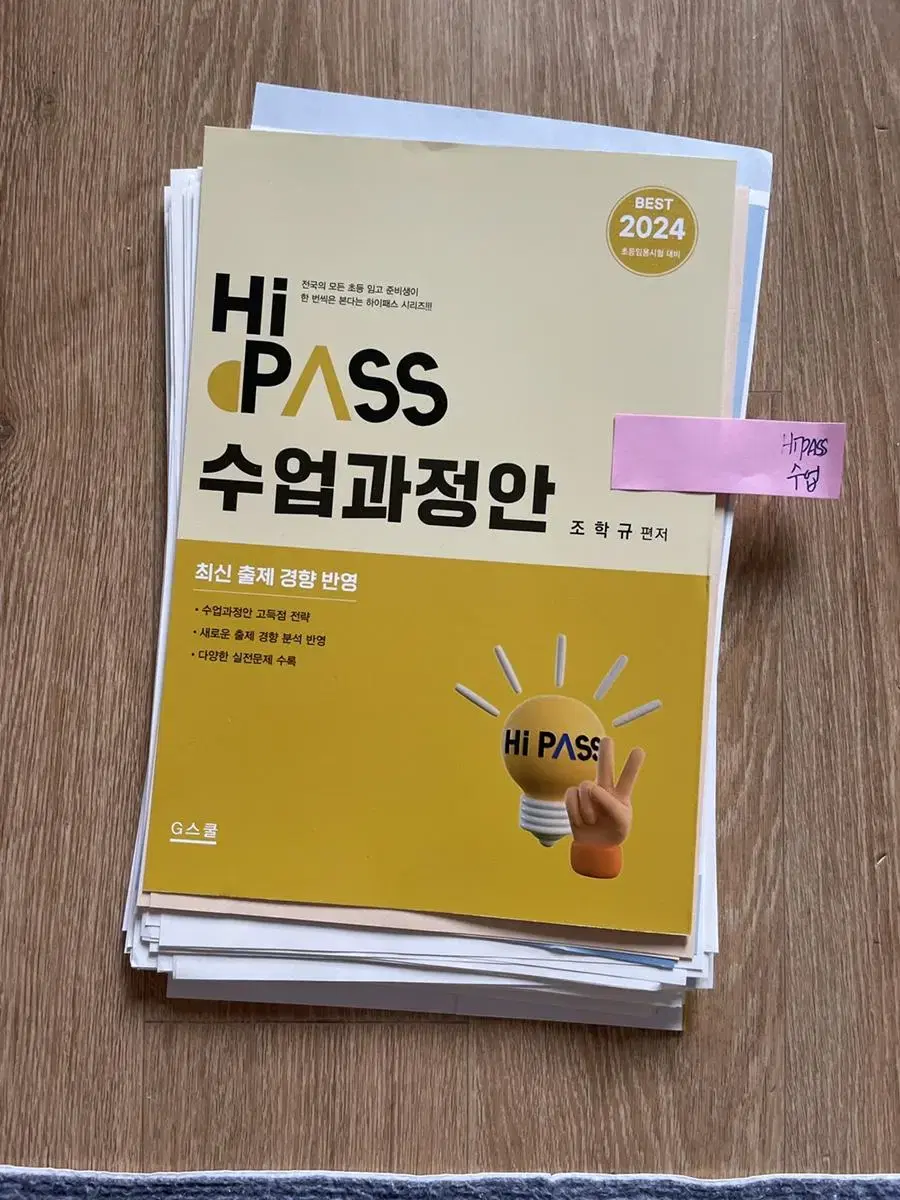 BEST
2024
초등임용시험 대비
전국의 모든 초등 임고 준비생이
한 번씩은 본다는 하이패스 시리즈!!!
Hi
PASS
수업과정안
조학규 편저
HiPASS
수업
최신 출제 경향 반영
• 수업과정안 고득점 전략
• 새로운 출제 경향 분석 반영
• 다양한 실전문제 수록
Hi PASS
G스쿨